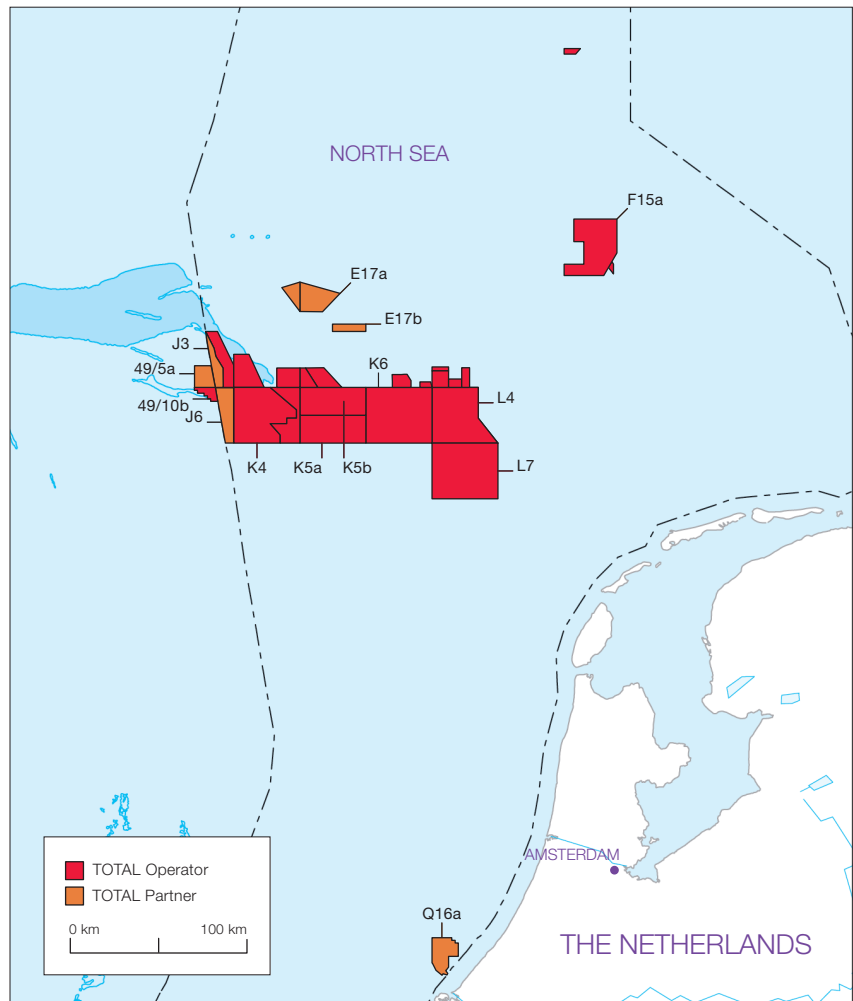 NORTH SEA
F15a
E17a
E17b
J3
K6
49/5a
L4
49/10b
J6
K4
K5a
K5b
L7
TOTAL Operator
TOTAL Partner
0 km
100 km
AMSTERDAM
Q16a
THE NETHERLANDS